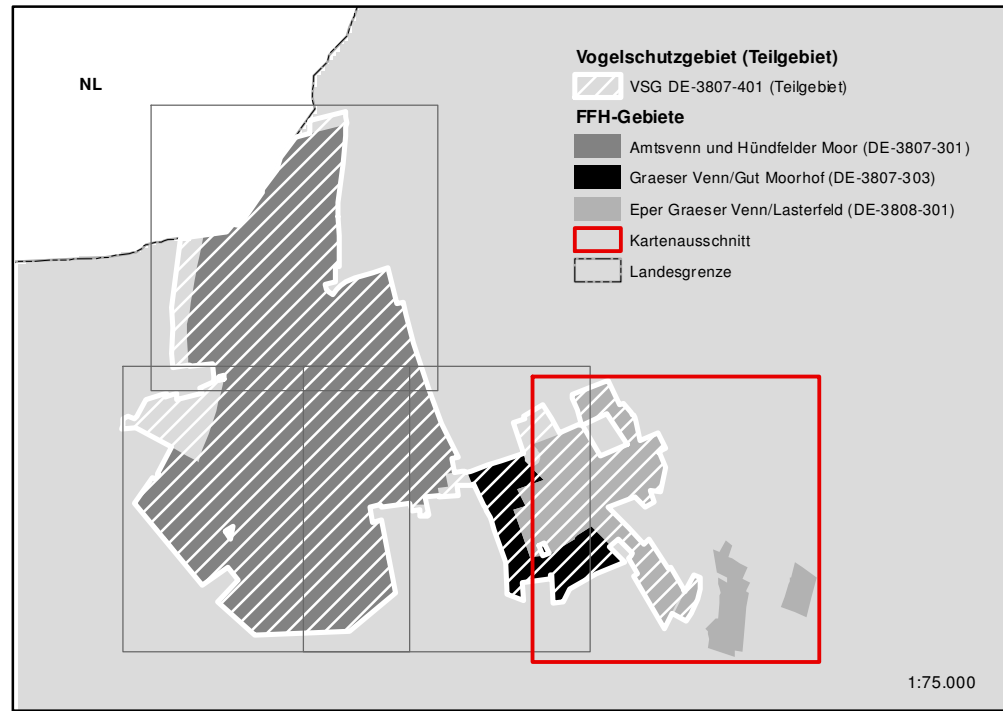 NL
Vogelschutzgebiet (Teilgebiet)
VSG DE-3807-401 (Teilgebiet)
FFH-Gebiete
Amtsvenn und Hündfelder Moor (DE-3807-301)
Graeser Venn/Gut Moorhof (DE-3807-303)
Eper Graeser Venn/Lasterfeld (DE-3808-301)
Kartenausschnitt
Landesgrenze
1:75.000